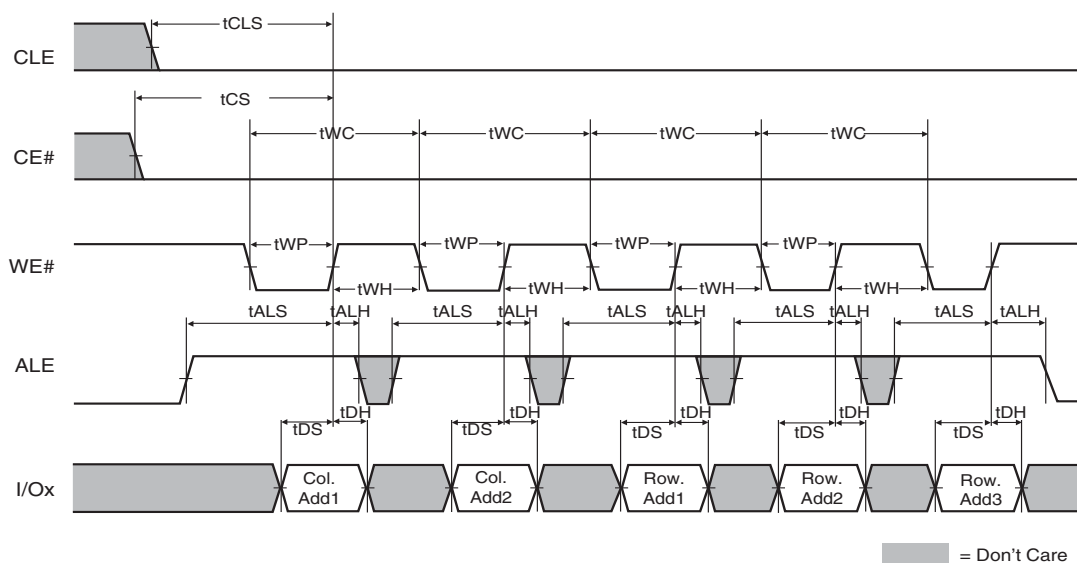 tCLS
CLE
tCS
tWC tWC tWC tWC
CE#
tWP tWP tWP tWP
WE#
tWH tWH tWH tWH
tALS tALH tALS tALH tALS tALH tALS tALH tALS tALH
ALE
tDS tDH tDS tDH tDS tDH tDS tDH tDS tDH
I/Ox
Col. Add1
Col. Add2
Row. Add1
Row. Add2
Row. Add3
= Don't Care